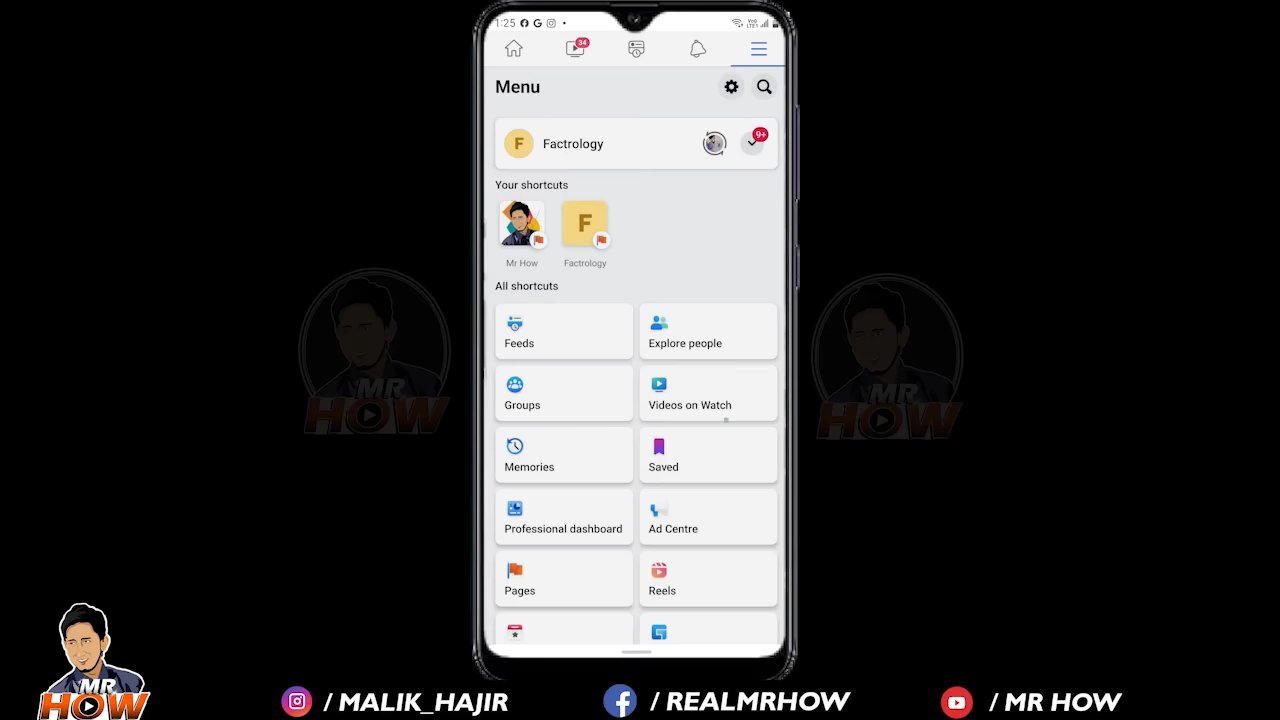 1:25
34
Menu
F Factrology 9+
Your shortcuts
F
Mr How Factrology
All shortcuts
Feeds Explore people
Groups Videos on Watch
Memories Saved
Professional dashboard Ad Centre
Pages Reels
MR
HOW
MR
HOW
MR
HOW
/ MALIK_HAJIR / REALMRHOW / MR HOW